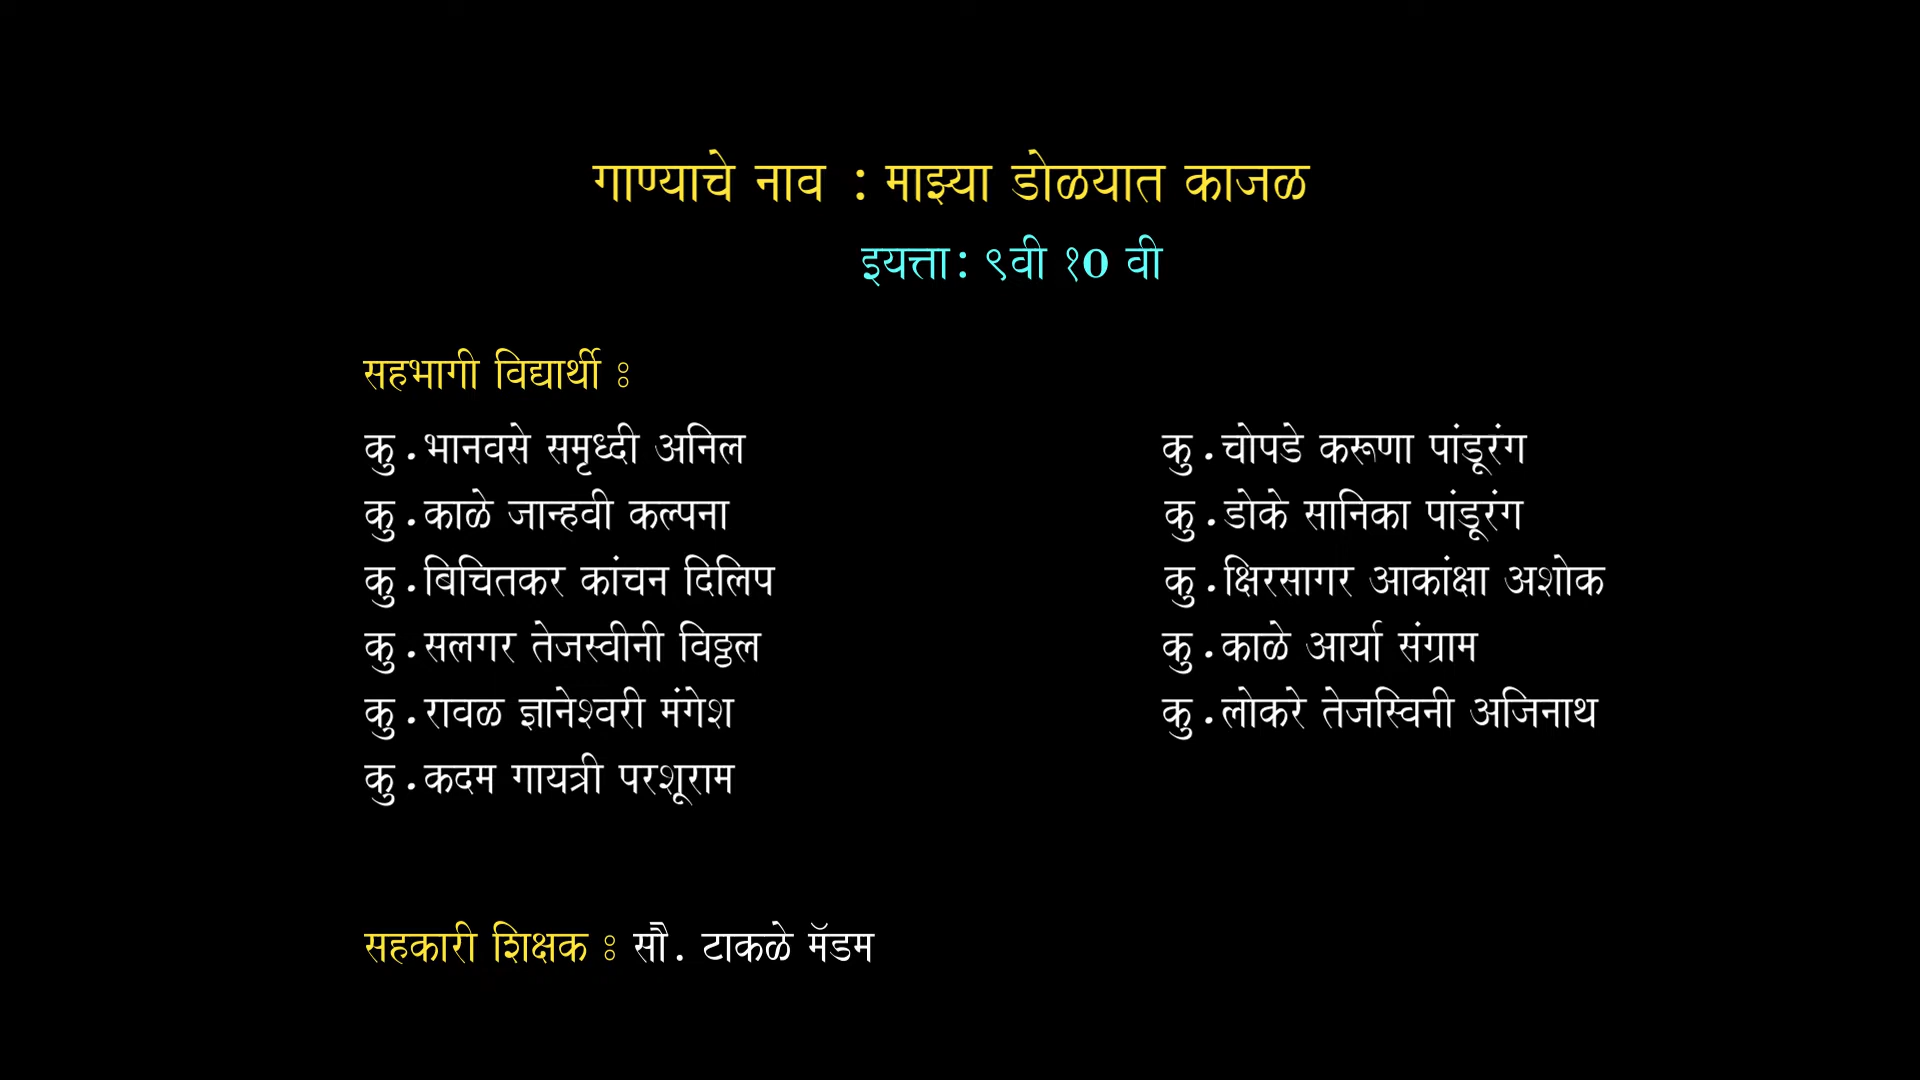 गाण्याचे नाव : माझ्या डोळयात काजळ
इयत्ता: ९वी १0 वी
सहभागी विद्यार्थी :
कु.भानवसे समृध्दी अनिल
कु.काळे जान्हवी कल्पना
कु.बिचितकर कांचन दिलिप
कु.सलगर तेजस्वीनी विठ्ठल
कु.रावळ ज्ञानेश्वरी मंगेश
कु.कदम गायत्री परशूराम
कु.चोपडे करूणा पांडूरंग
कु.डोके सानिका पांडूरंग
कु.क्षिरसागर आकांक्षा अशोक
कु.काळे आर्या संग्राम
कु.लोकरे तेजस्विनी अजिनाथ
सहकारी शिक्षक : सौ. टाकळे मॅडम